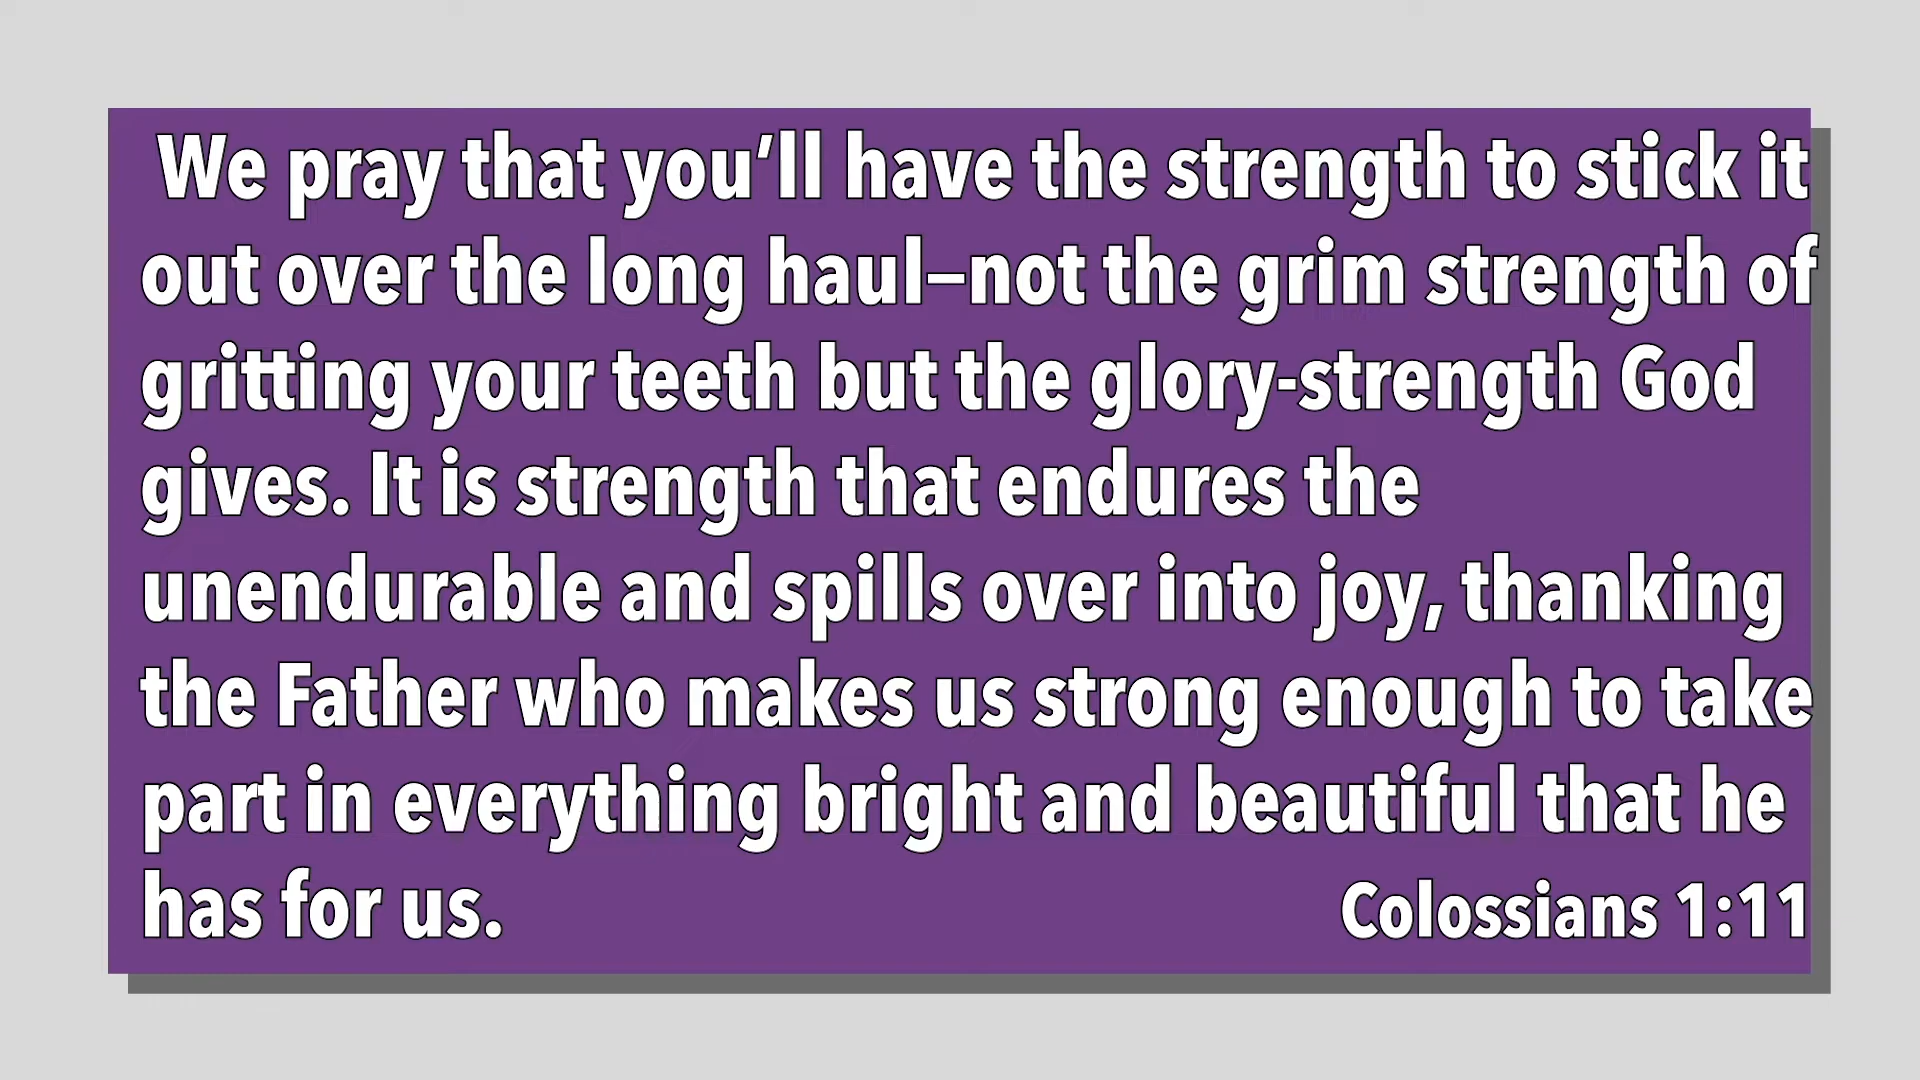 We pray that you’ll have the strength to stick it
out over the long haul—not the grim strength of
gritting your teeth but the glory-strength God
gives. It is strength that endures the
unendurable and spills over into joy, thanking
the Father who makes us strong enough to take
part in everything bright and beautiful that he
has for us. Colossians 1:11